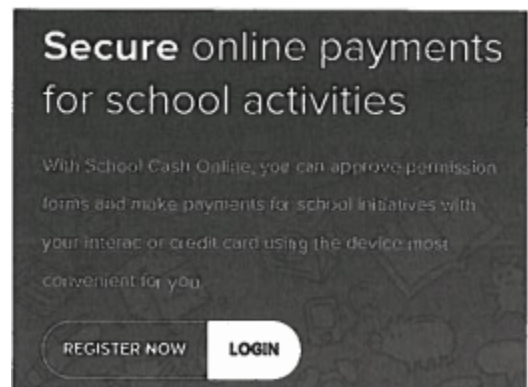 Secure online payments
for school activities
With School Cash Online, you can approve permission
forms and make payments for school initiatives with
your interac or credit card using the device most
convenient for you
REGISTER NOW LOGIN